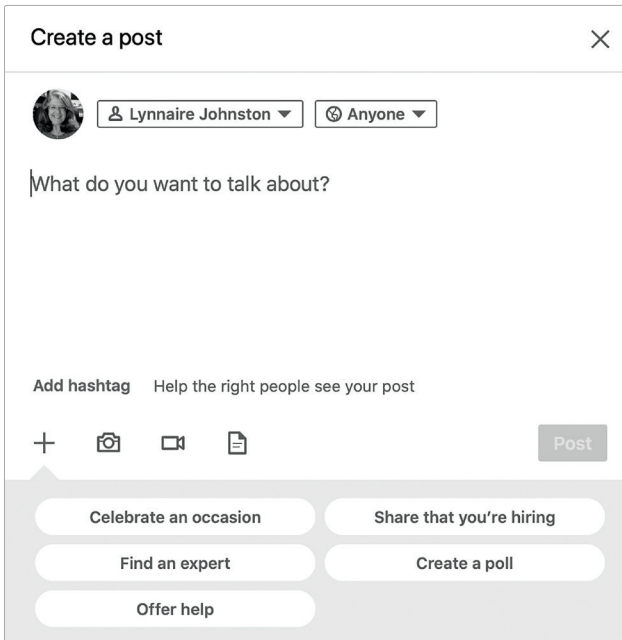 Create a post
Lynnaire Johnston Anyone
What do you want to talk about?
Add hashtag Help the right people see your post
Post
Celebrate an occasion Share that you're hiring
Find an expert Create a poll
Offer help